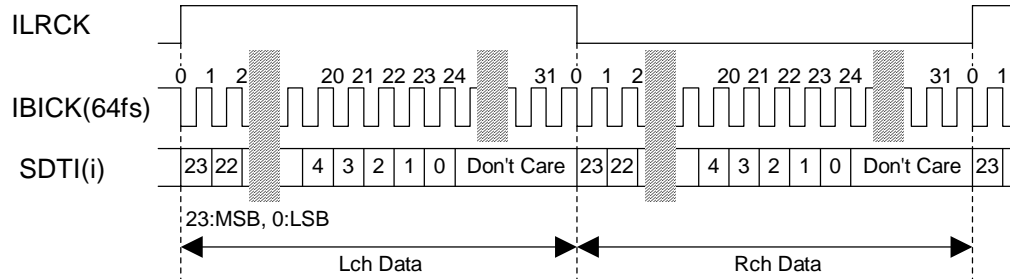 ILRCK
0 1 2 20 21 22 23 24 31 0 1 2 20 21 22 23 24 31 0 1
IBICK(64fs)
SDTI(i) 23 22 4 3 2 1 0 Don't Care 23 22 4 3 2 1 0 Don't Care 23
23:MSB, 0:LSB
Lch Data Rch Data